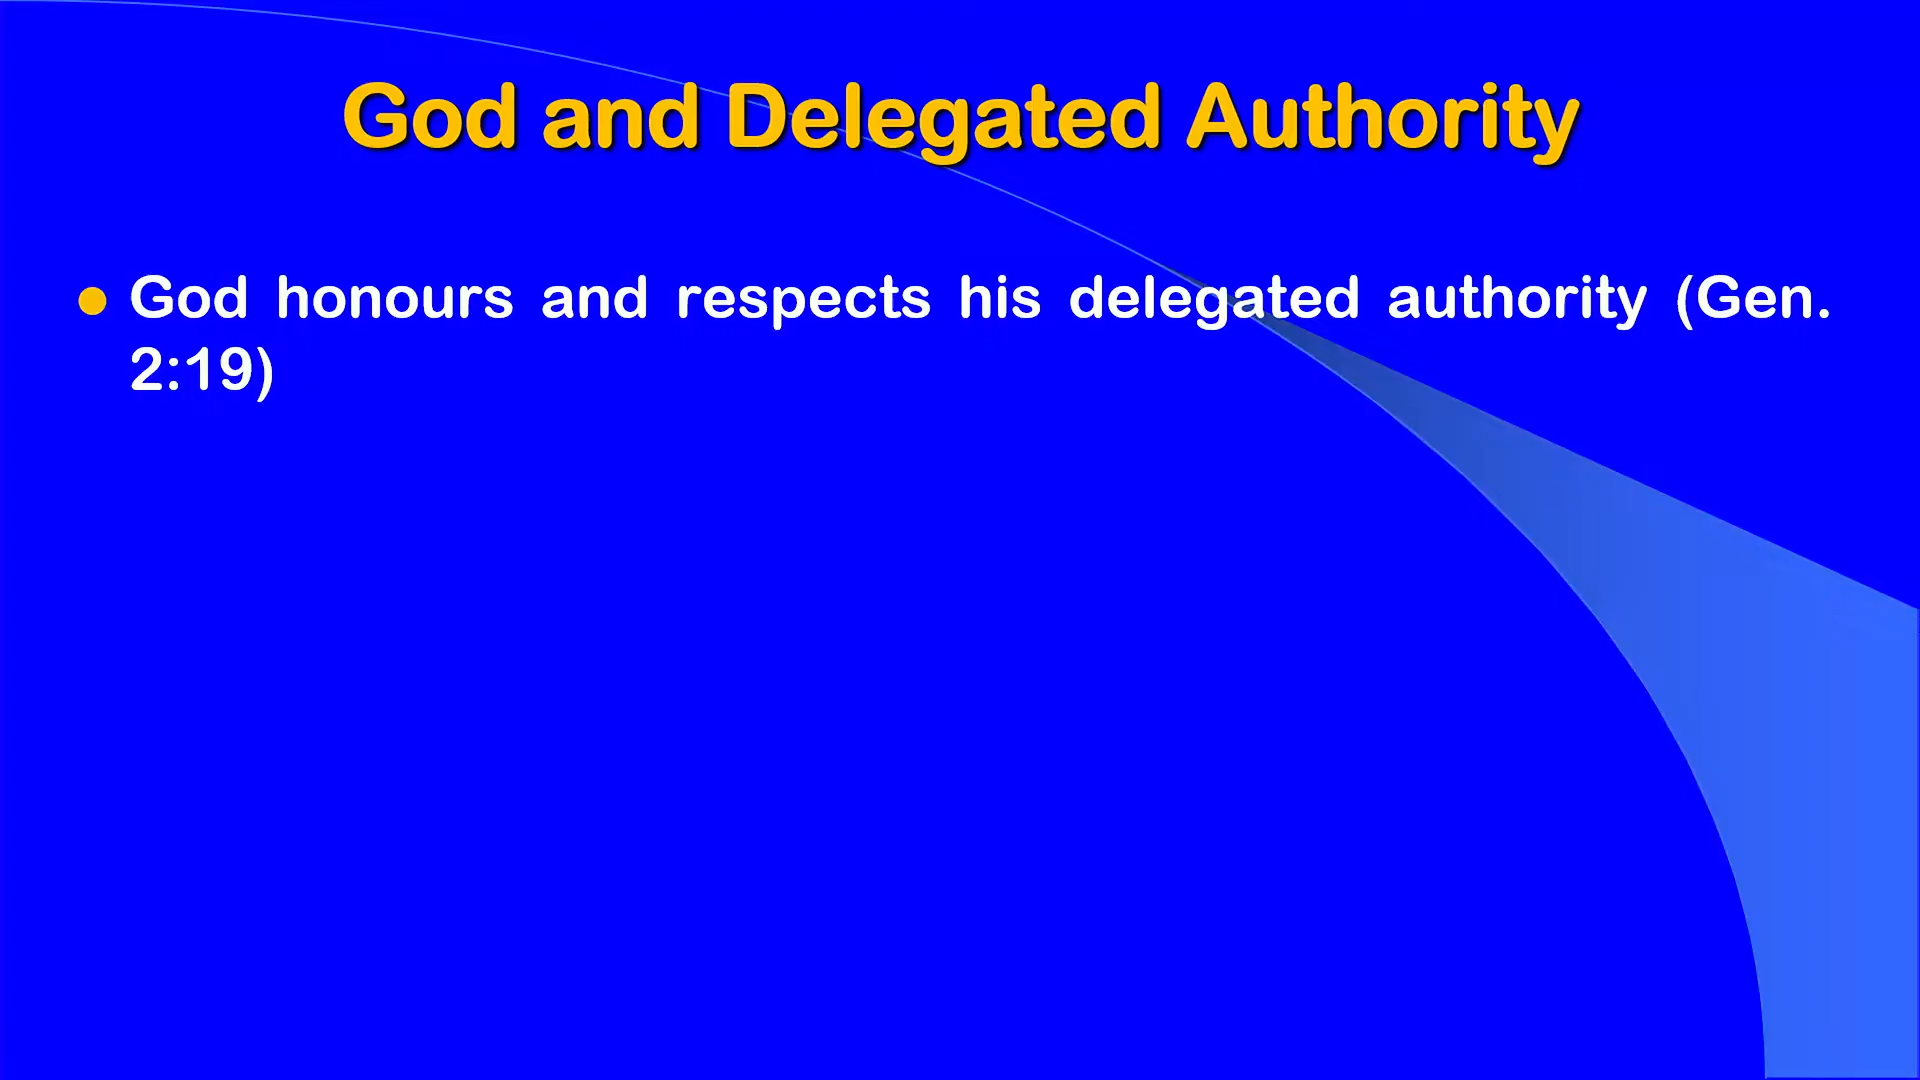 God and Delegated Authority
God honours and respects his delegated authority (Gen.
2:19)